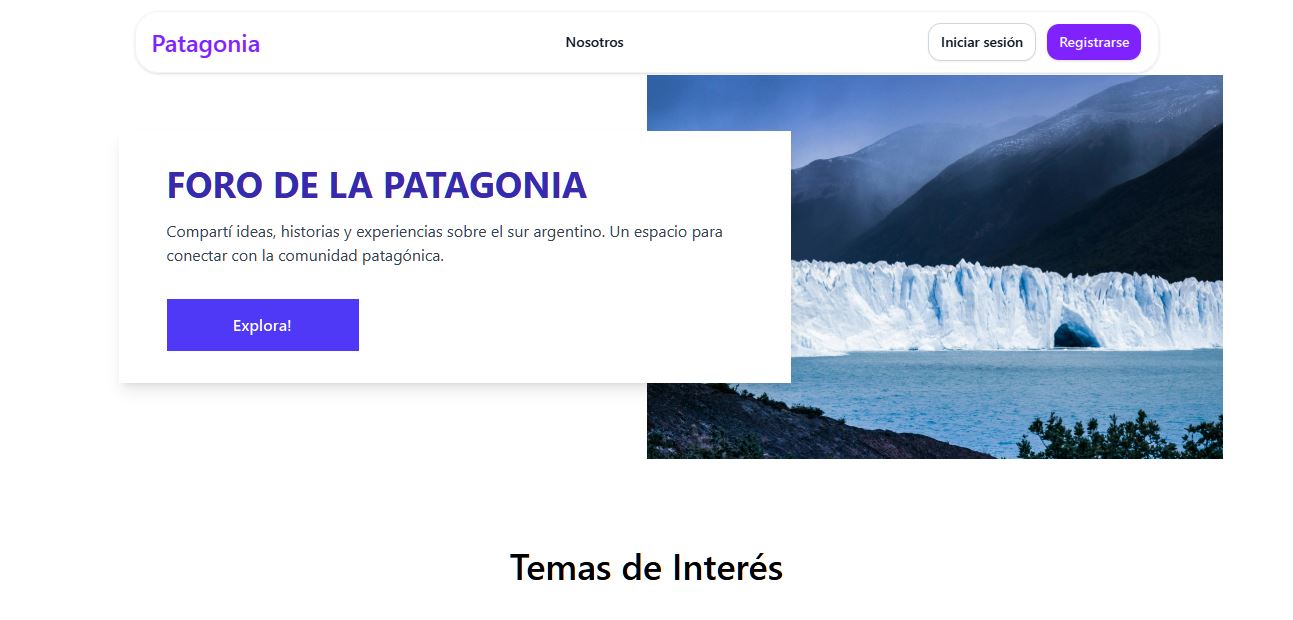 Patagonia
Nosotros
Iniciar sesión
Registrarse
FORO DE LA PATAGONIA
Compartí ideas, historias y experiencias sobre el sur argentino. Un espacio para
conectar con la comunidad patagónica.
Explora!
Temas de Interés